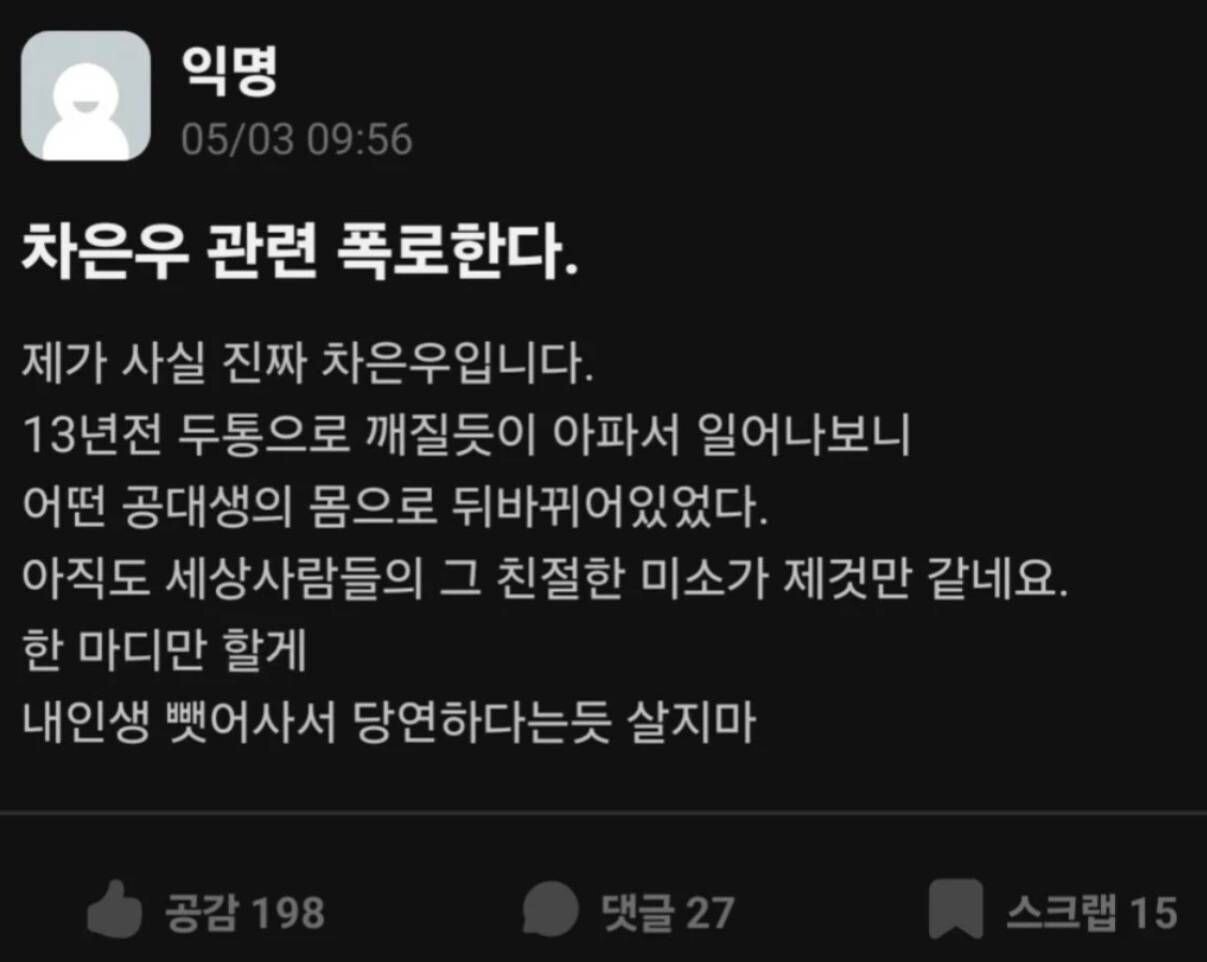 익명
05/03 09:56
차은우 관련 폭로한다.
제가 사실 진짜 차은우입니다.
13년전 두통으로 깨질듯이 아파서 일어나보니
어떤 공대생의 몸으로 뒤바뀌어있었다.
아직도 세상사람들의 그 친절한 미소가 제것만 같네요.
한 마디만 할게
내인생 뺏어사서 당연하다는듯 살지마
공감 198
댓글 27
스크랩 15